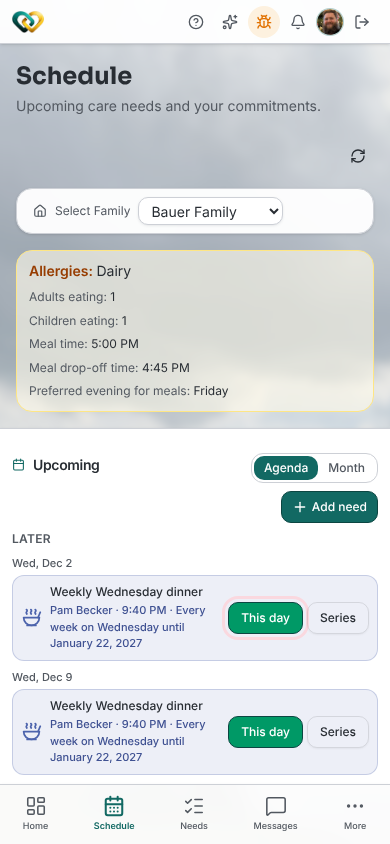 Schedule
Upcoming care needs and your commitments.
Select Family
Bauer Family
Allergies: Dairy
Adults eating: 1
Children eating: 1
Meal time: 5:00 PM
Meal drop-off time: 4:45 PM
Preferred evening for meals: Friday
Upcoming
Agenda
Month
+ Add need
LATER
Wed, Dec 2
Weekly Wednesday dinner
Pam Becker · 9:40 PM · Every
week on Wednesday until
January 22, 2027
This day
Series
Wed, Dec 9
Weekly Wednesday dinner
Pam Becker · 9:40 PM · Every
week on Wednesday until
January 22, 2027
This day
Series
Home
Schedule
Needs
Messages
More